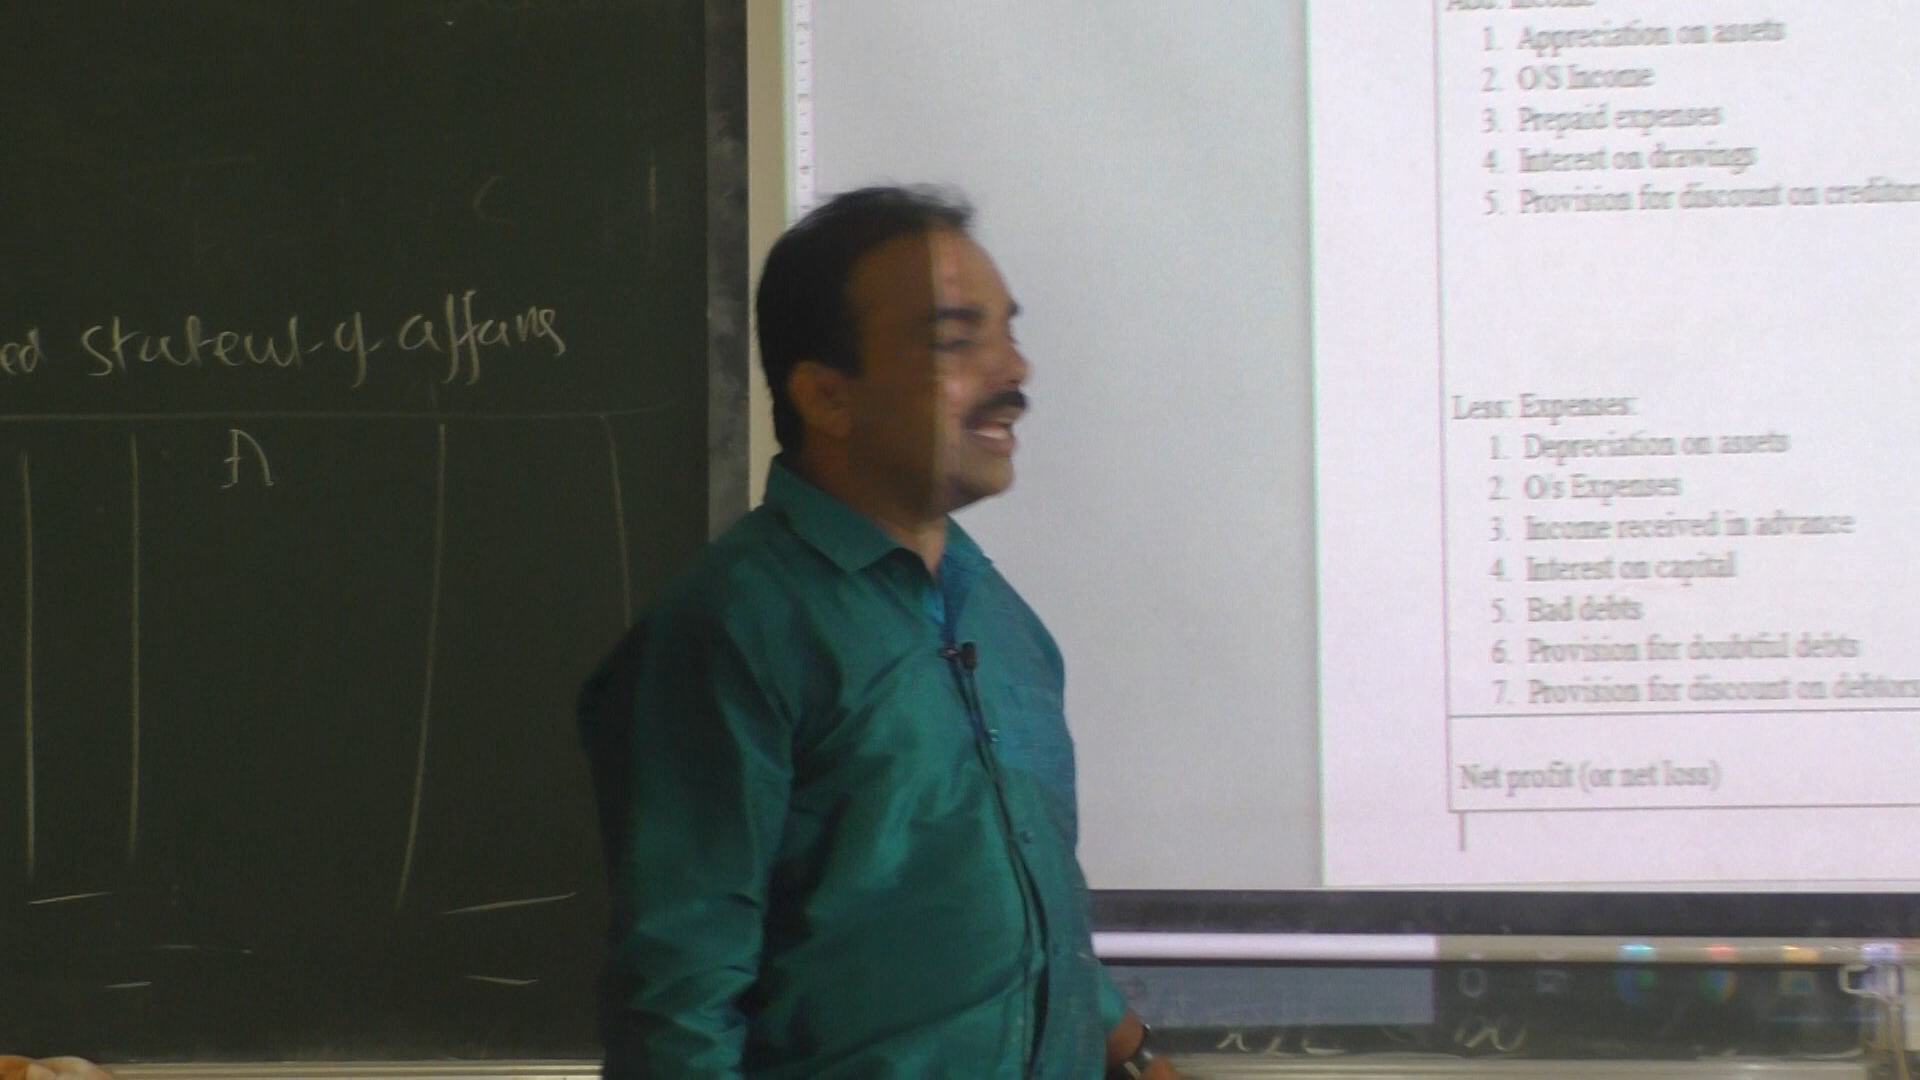 ed Statement of affairs
A
Add: Income
1. Appreciation on assets
2. O/S Income
3. Prepaid expenses
4. Interest on drawings
5. Provision for discount on creditors
Less: Expenses:
1. Depreciation on assets
2. O/s Expenses
3. Income received in advance
4. Interest on capital
5. Bad debts
6. Provision for doubtful debts
7. Provision for discount on debtors
Net profit (or net loss)